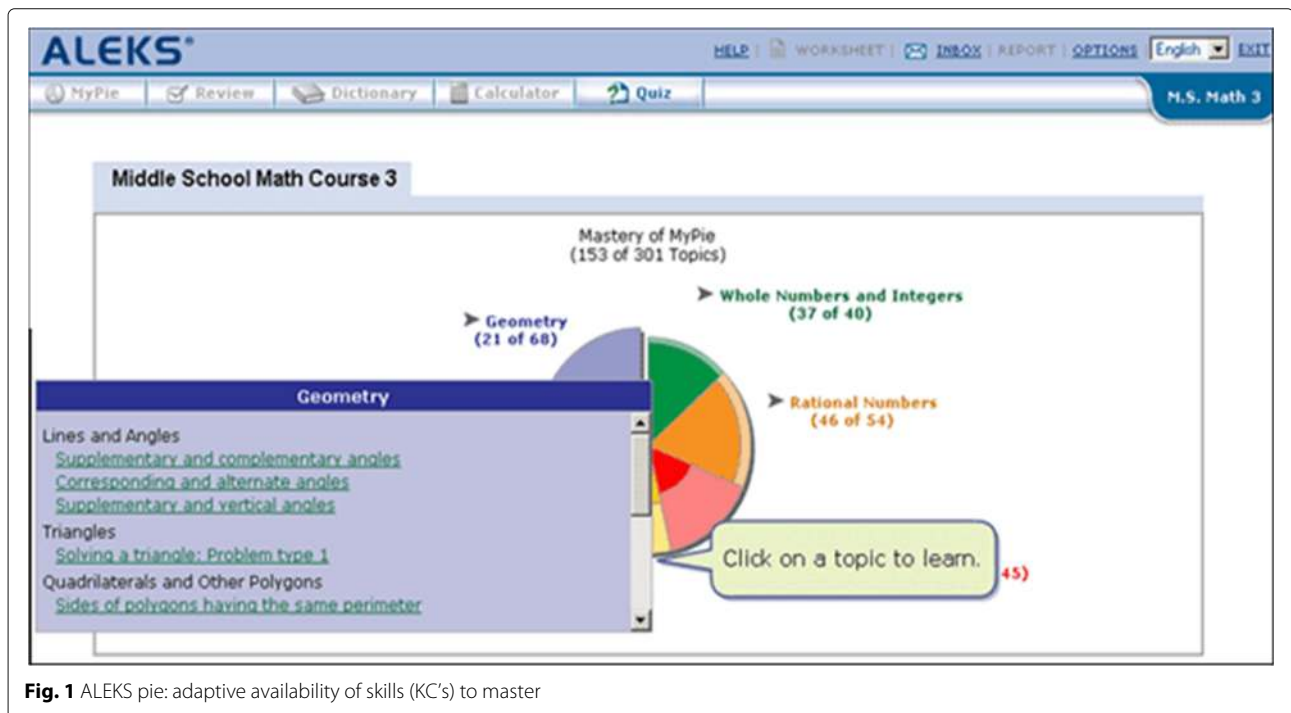 ALEKS®
HELP | WORKSHEET | INBOX | REPORT | OPTIONS English EXIT
MyPie Review Dictionary Calculator Quiz
M.S. Math 3
Middle School Math Course 3
Mastery of MyPie
(153 of 301 Topics)
Whole Numbers and Integers
(37 of 40)
Geometry
(21 of 68)
Rational Numbers
(46 of 54)
Geometry
Lines and Angles
Supplementary and complementary angles
Corresponding and alternate angles
Supplementary and vertical angles
Triangles
Solving a triangle: Problem type 1
Quadrilaterals and Other Polygons
Sides of polygons having the same perimeter
Click on a topic to learn.
45)
Fig. 1 ALEKS pie: adaptive availability of skills (KC's) to master